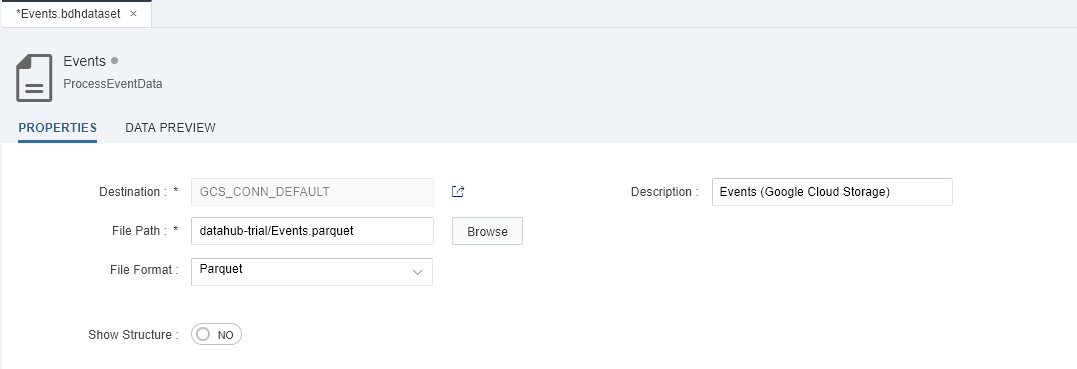 *Events.bdhdataset ×
Events
ProcessEventData
PROPERTIES DATA PREVIEW
Destination : * GCS_CONN_DEFAULT Description : Events (Google Cloud Storage)
File Path : * datahub-trial/Events.parquet Browse
File Format : Parquet
Show Structure : NO